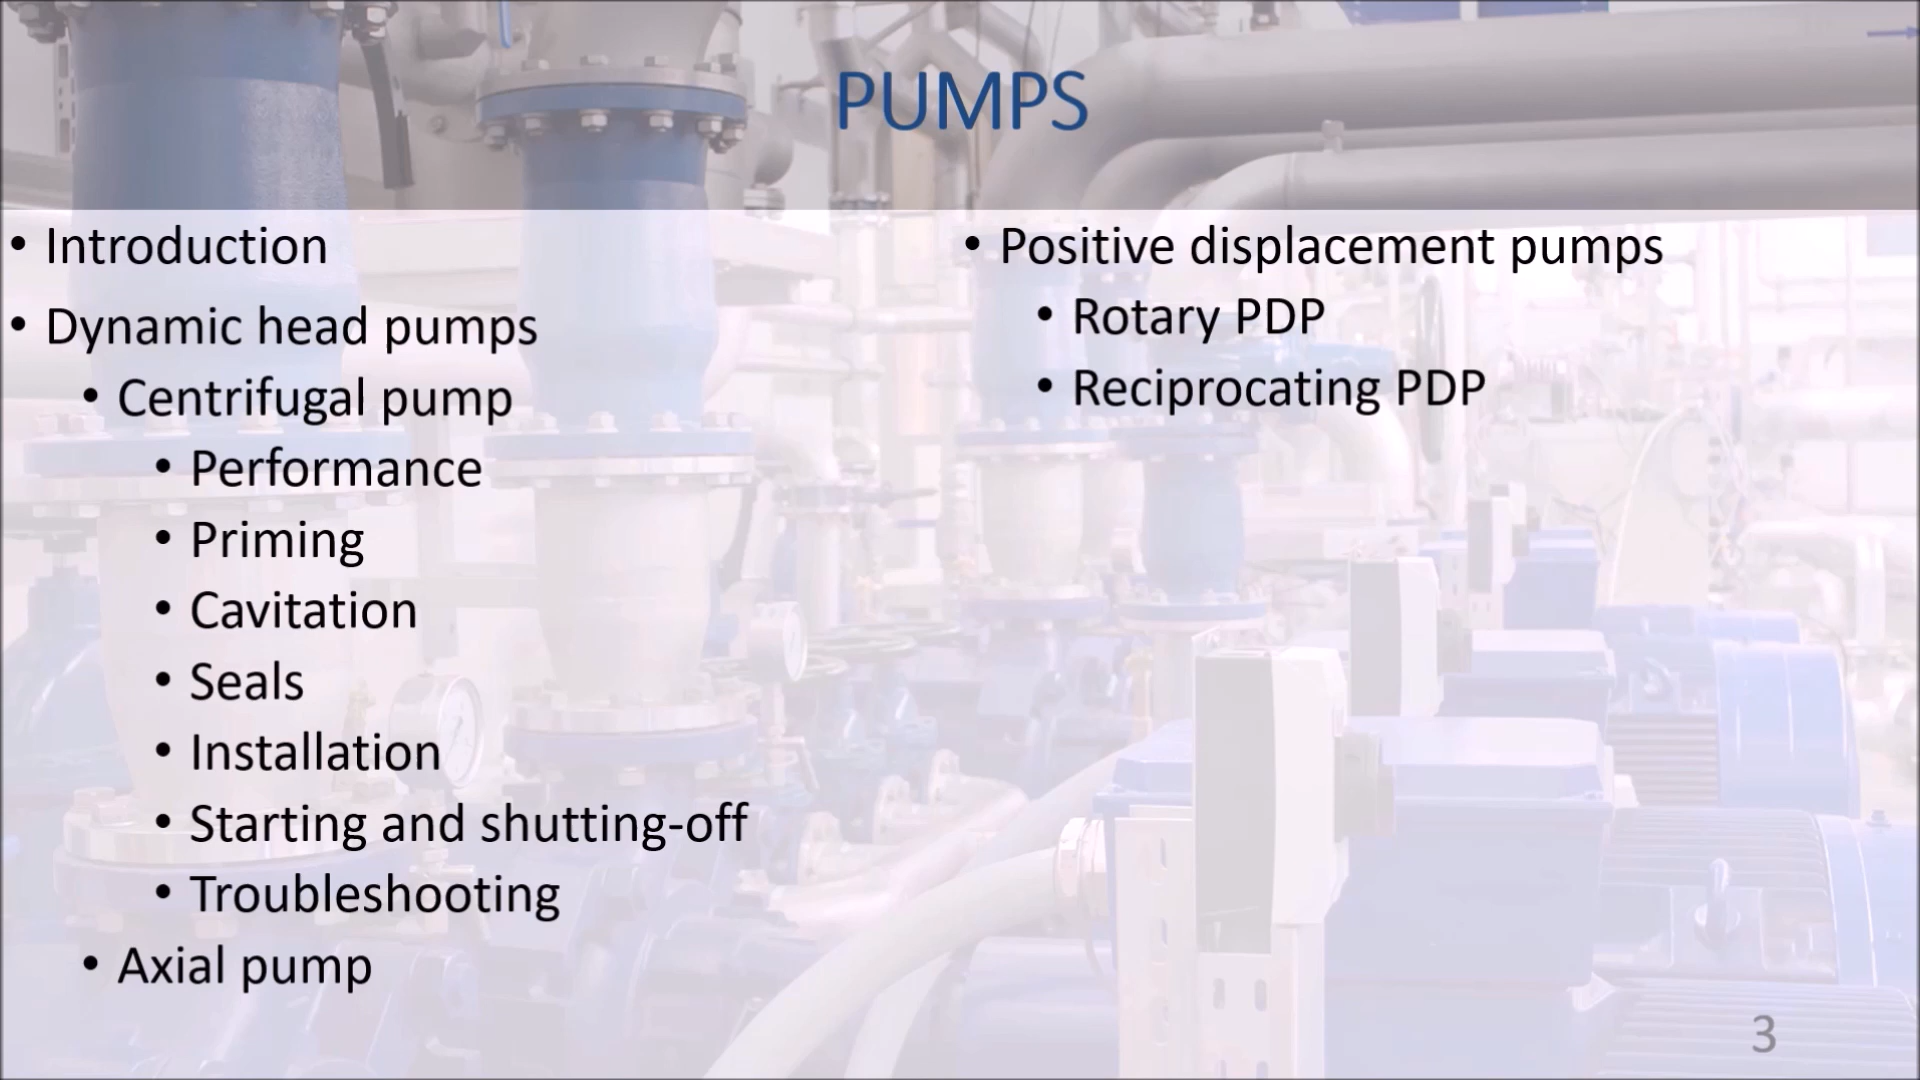 PUMPS
• Introduction
• Dynamic head pumps
• Centrifugal pump
• Performance
• Priming
• Cavitation
• Seals
• Installation
• Starting and shutting-off
• Troubleshooting
• Axial pump
• Positive displacement pumps
• Rotary PDP
• Reciprocating PDP
3